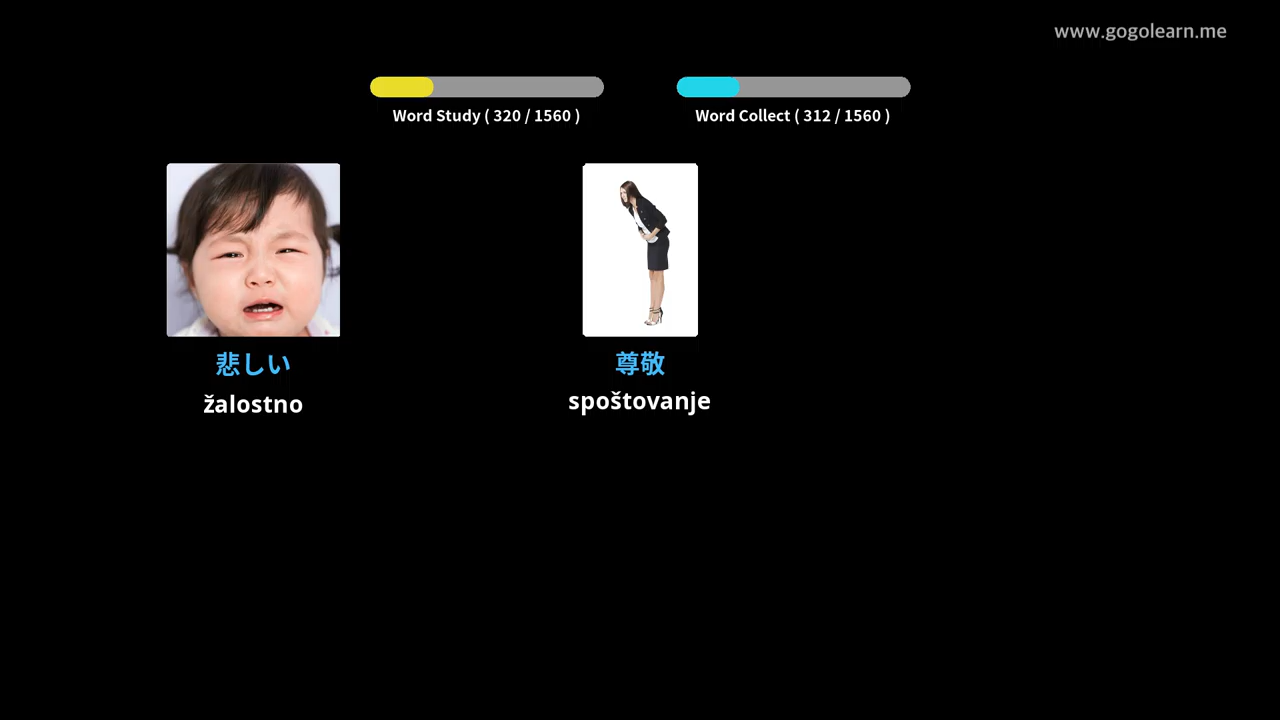 www.gogolearn.me
Word Study ( 320 / 1560 )
Word Collect ( 312 / 1560 )
悲しい
žalostno
尊敬
spoštovanje